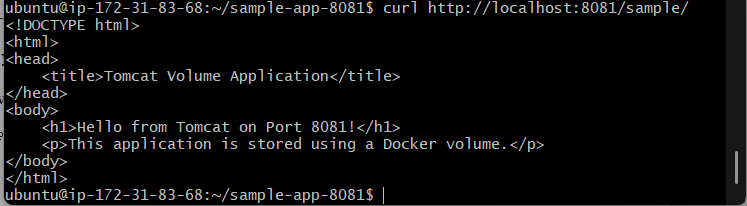 ubuntu@ip-172-31-83-68:~/sample-app-8081$ curl http://localhost:8081/sample/
<!DOCTYPE html>
<html>
<head>
    <title>Tomcat Volume Application</title>
</head>
<body>
    <h1>Hello from Tomcat on Port 8081!</h1>
    <p>This application is stored using a Docker volume.</p>
</body>
</html>
ubuntu@ip-172-31-83-68:~/sample-app-8081$